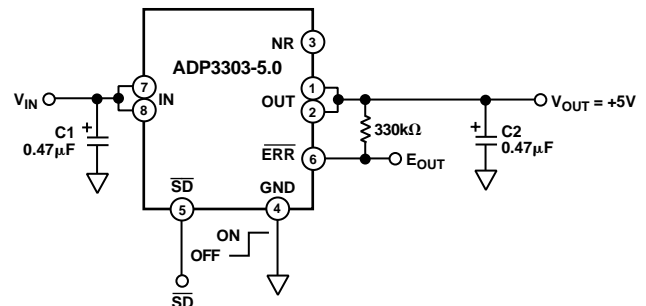 NR
3
ADP3303-5.0
7
8
IN
V_IN
C1
0.47μF
+
OUT
1
2
V_OUT = +5V
330kΩ
+
C2
0.47μF
ERR
6
E_OUT
SD
5
GND
4
ON
OFF
SD